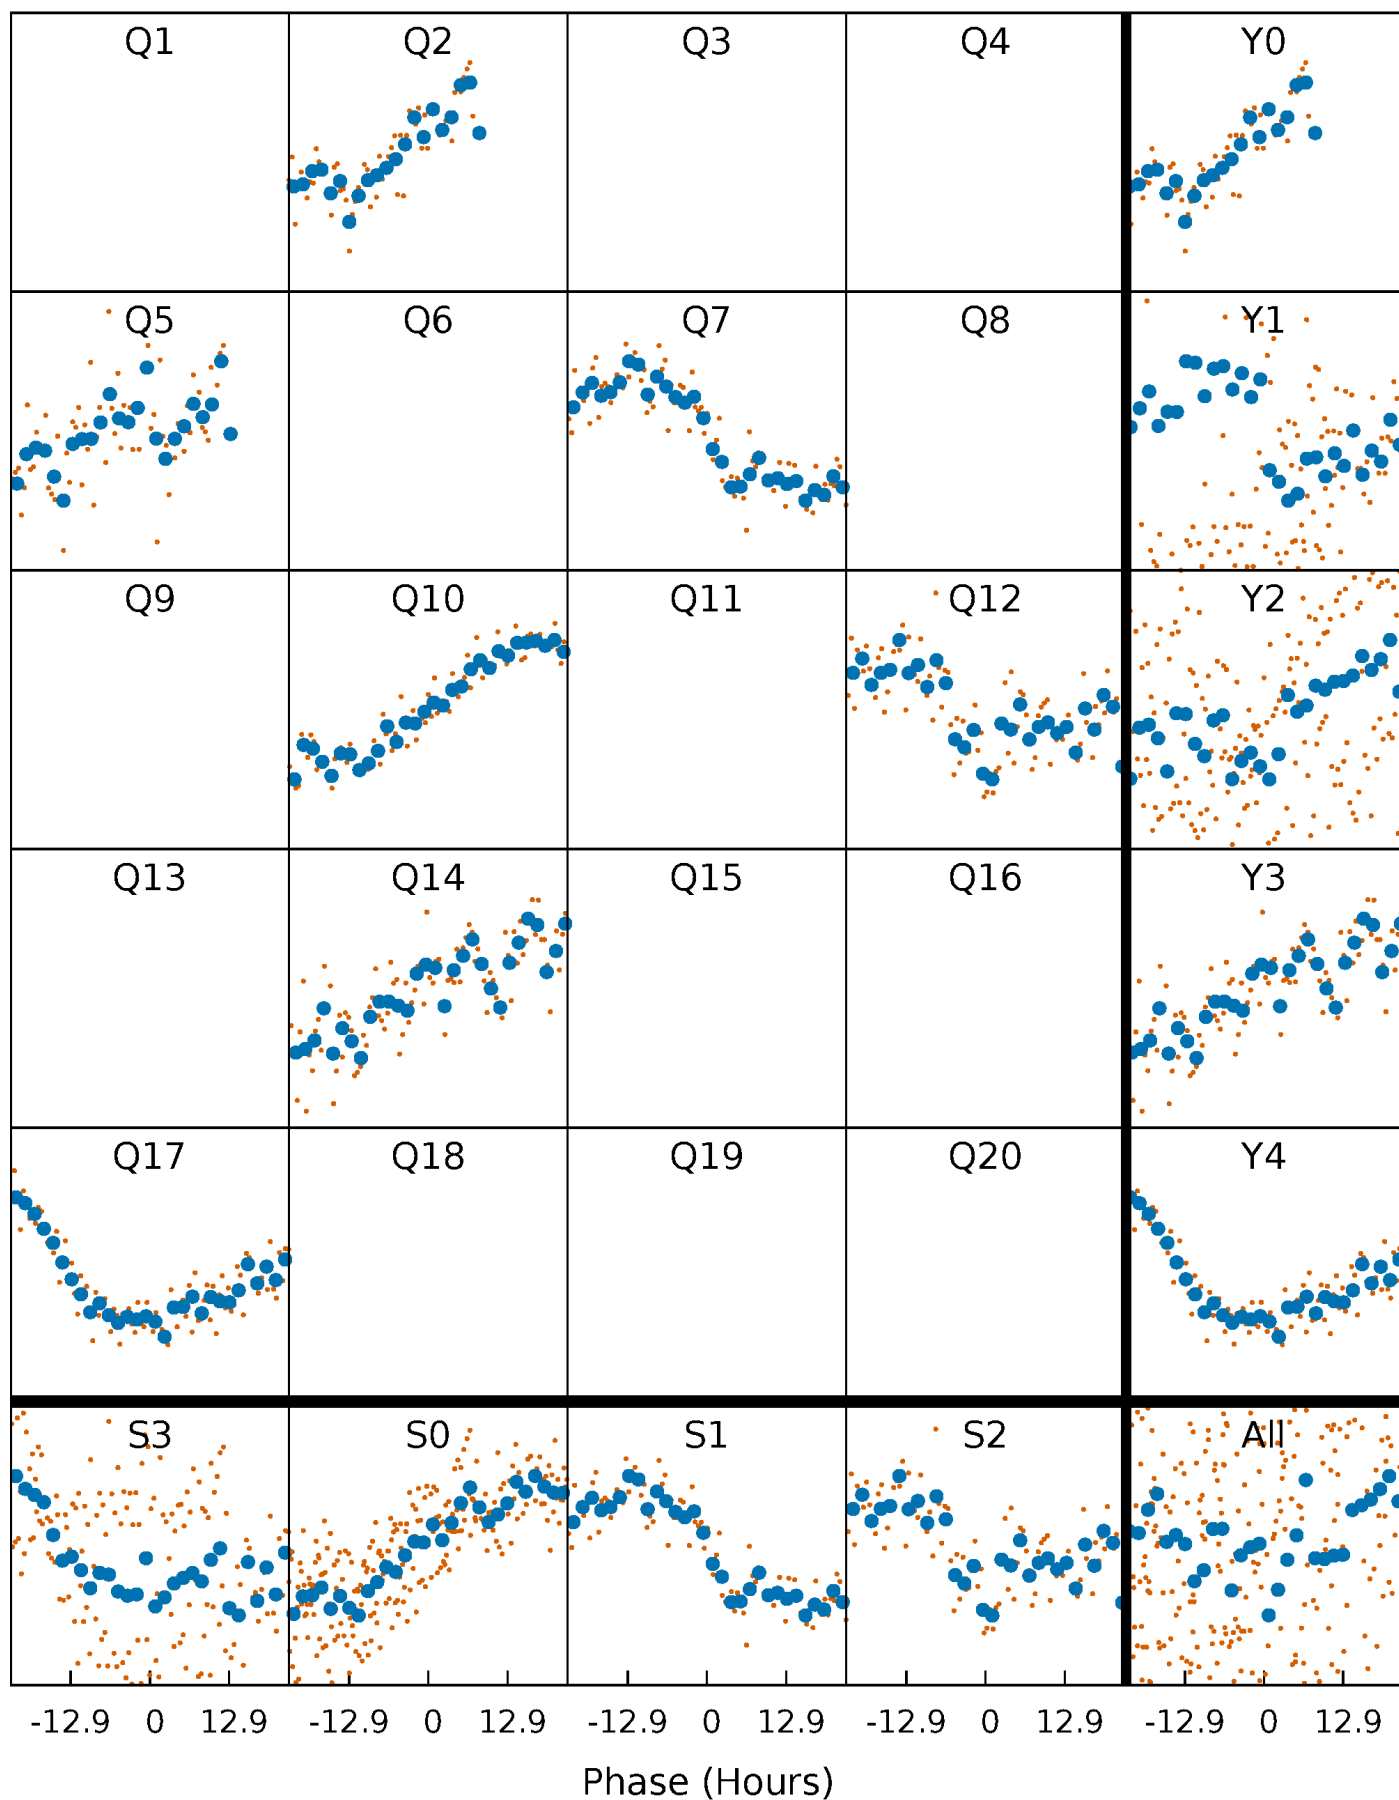 Q1 Q2 Q3 Q4 Y0
Q5 Q6 Q7 Q8 Y1
Q9 Q10 Q11 Q12 Y2
Q13 Q14 Q15 Q16 Y3
Q17 Q18 Q19 Q20 Y4
S3 S0 S1 S2 All
-12.9 0 12.9 -12.9 0 12.9 -12.9 0 12.9 -12.9 0 12.9 -12.9 0 12.9
Phase (Hours)